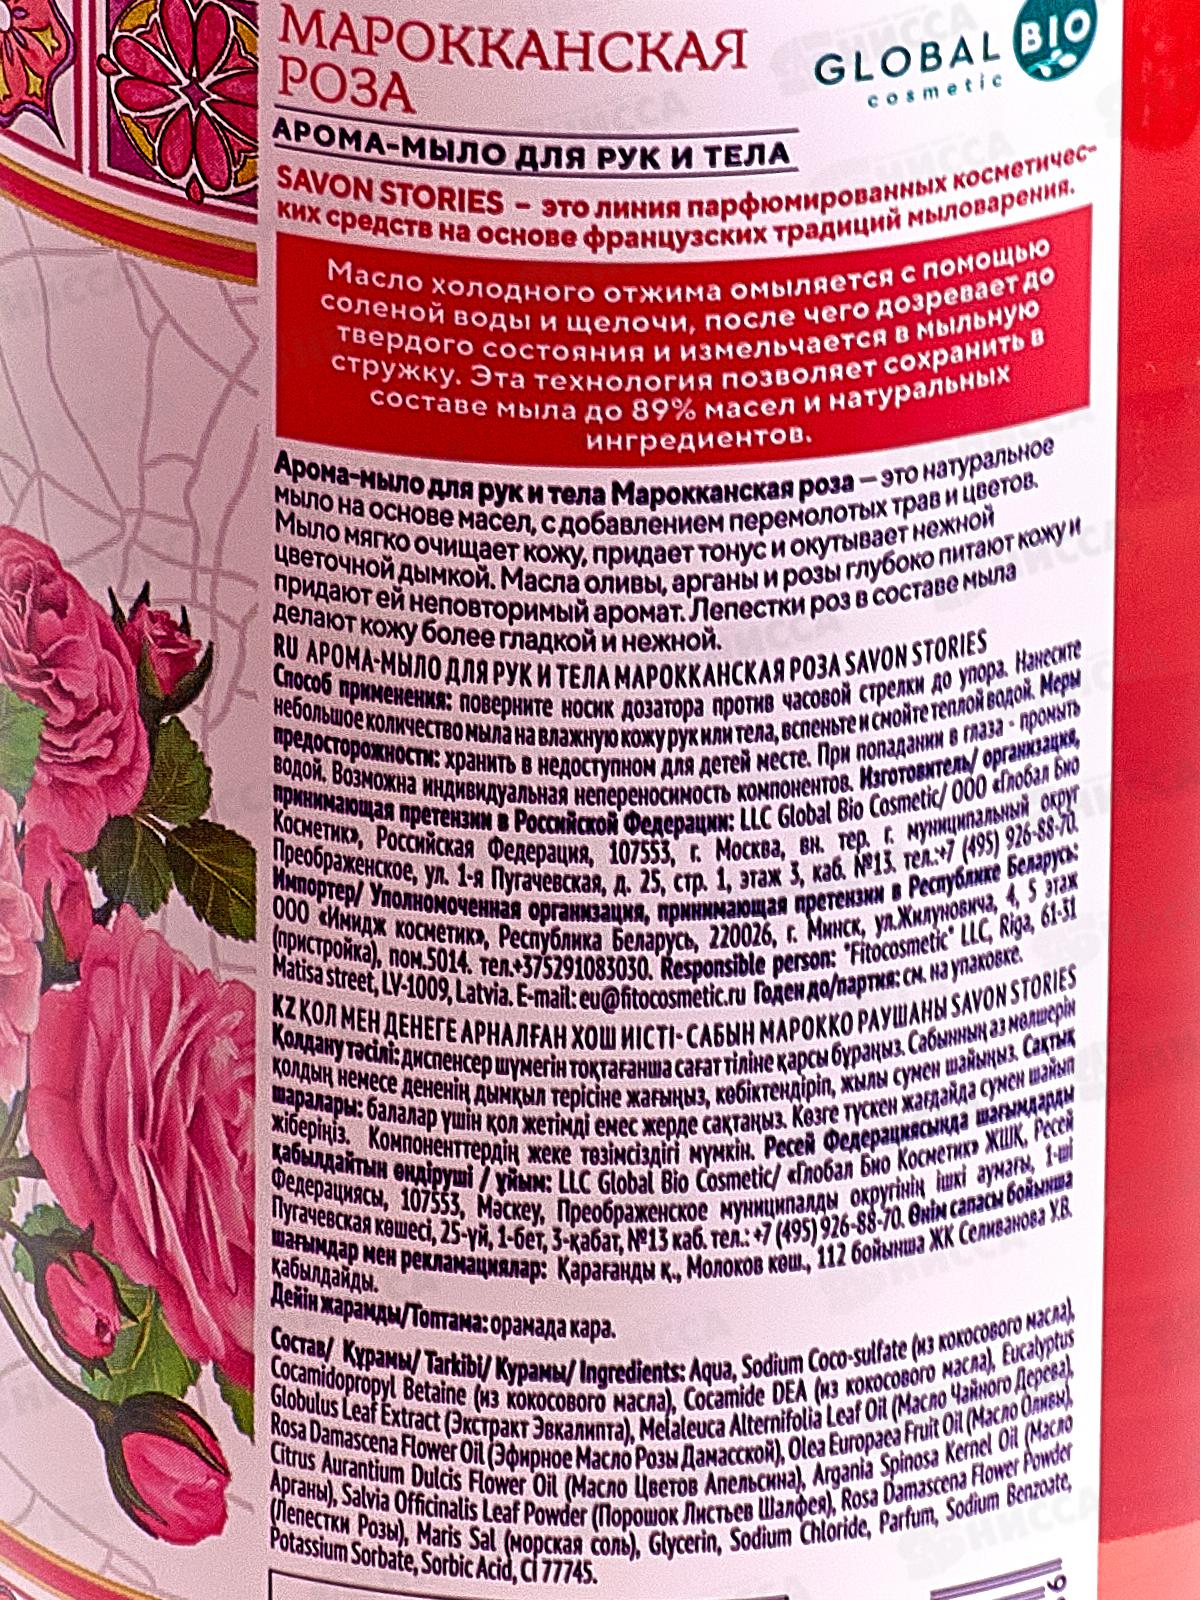 МАРОККАНСКАЯ
РОЗА
GLOBAL BIO
cosmetic
АРОМА-МЫЛО ДЛЯ РУК И ТЕЛА
SAVON STORIES – это линия парфюмированных косметичес-
ких средств на основе французских традиций мыловарения.
Масло холодного отжима омыляется с помощью
соленой воды и щелочи, после чего дозревает до
твердого состояния и измельчается в мыльную
стружку. Эта технология позволяет сохранить в
составе мыла до 89% масел и натуральных
ингредиентов.
Арома-мыло для рук и тела Марокканская роза – это натуральное
мыло на основе масел, с добавлением перемолотых трав и цветов.
Мыло мягко очищает кожу, придает тонус и окутывает нежной
цветочной дымкой. Масла оливы, арганы и розы глубоко питают кожу и
придают ей неповторимый аромат. Лепестки роз в составе мыла
делают кожу более гладкой и нежной.
RU АРОМА-МЫЛО ДЛЯ РУК И ТЕЛА МАРОККАНСКАЯ РОЗА SAVON STORIES
Способ применения: поверните носик дозатора против часовой стрелки до упора. Нанесите
небольшое количество мыла на влажную кожу рук или тела, вспеньте и смойте теплой водой. Меры
предосторожности: хранить в недоступном для детей месте. При попадании в глаза - промыть
водой. Возможна индивидуальная непереносимость компонентов. Изготовитель/ организация,
принимающая претензии в Российской Федерации: LLC Global Bio Cosmetic/ ООО «Глобал Био
Косметик», Российская Федерация, 107553, г. Москва, вн. тер. г. муниципальный округ
Преображенское, ул. 1-я Пугачевская, д. 25, стр. 1, этаж 3, каб. №13. тел.:+7 (495) 926-88-70.
Импортер/ Уполномоченная организация, принимающая претензии в Республике Беларусь:
ООО «Имидж косметик», Республика Беларусь, 220026, г. Минск, ул.Жилуновича, 4, 5 этаж
(пристройка), пом.5014. тел.+375291083030. Responsible person: "Fitocosmetic" LLC, Riga, 61-31
Matisa street, LV-1009, Latvia. E-mail: eu@fitocosmetic.ru Годен до/партия: см. на упаковке.
KZ ҚОЛ МЕН ДЕНЕГЕ АРНАЛҒАН ХОШ ИІСТІ- САБЫН МАРОККО РАУШАНЫ SAVON STORIES
Қолдану тәсілі: диспенсер шүмегін тоқтағанша сағат тіліне қарсы бұраңыз. Сабынның аз мөлшерін
қолдың немесе дененің дымқыл терісіне жағыңыз, көбіктендіріп, жылы сумен шайыңыз. Сақтық
шаралары: балалар үшін қол жетімді емес жерде сақтаңыз. Көзге түскен жағдайда сумен шайып
жіберіңіз. Компоненттердің жеке төзімсіздігі мүмкін. Ресей Федерациясында шағымдарды
қабылдайтын өндіруші / ұйым: LLC Global Bio Cosmetic/ «Глобал Био Косметик» ЖШҚ, Ресей
Федерациясы, 107553, Мәскеу, Преображенское муниципалды округінің ішкі аумағы, 1-ші
Пугачевская көшесі, 25-үй, 1-бет, 3-қабат, №13 каб. тел.: +7 (495) 926-88-70. Өнім сапасы бойынша
шағымдар мен рекламациялар: Қарағанды қ., Молоков көш., 112 бойынша ЖК Селиванова У.В.
қабылдайды.
Дейін жарамды/Топтама: орамада қара.
Состав/ Құрамы/ Tarkibi/ Курамы/ Ingredients: Aqua, Sodium Coco-sulfate (из кокосового масла),
Cocamidopropyl Betaine (из кокосового масла), Cocamide DEA (из кокосового масла), Eucalyptus
Globulus Leaf Extract (Экстракт Эвкалипта), Melaleuca Alternifolia Leaf Oil (Масло Чайного Дерева),
Rosa Damascena Flower Oil (Эфирное Масло Розы Дамасской), Olea Europaea Fruit Oil (Масло Оливы),
Citrus Aurantium Dulcis Flower Oil (Масло Цветов Апельсина), Argania Spinosa Kernel Oil (Масло
Арганы), Salvia Officinalis Leaf Powder (Порошок Листьев Шалфея), Rosa Damascena Flower Powder
(Лепестки Розы), Maris Sal (морская соль), Glycerin, Sodium Chloride, Parfum, Sodium Benzoate,
Potassium Sorbate, Sorbic Acid, CI 77745.